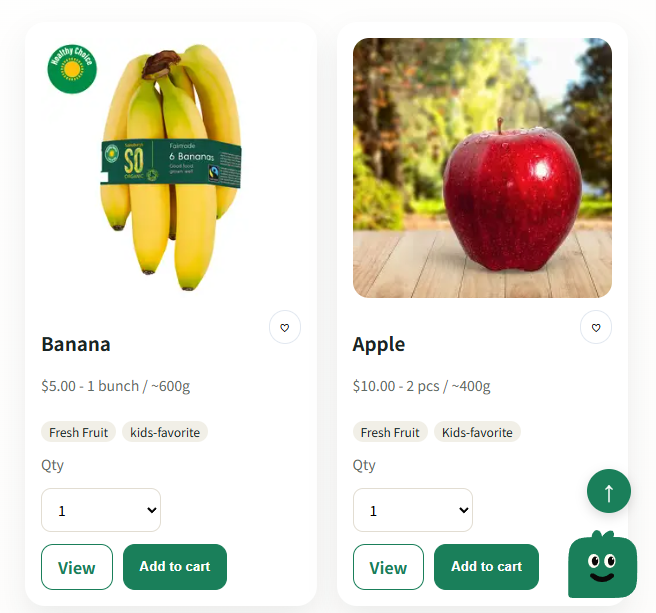 Healthy Choice
Sainsbury's
SO
ORGANIC
Fairtrade
6 Bananas
Banana
$5.00 - 1 bunch / ~600g
Fresh Fruit
kids-favorite
Qty
1
View
Add to cart
Apple
$10.00 - 2 pcs / ~400g
Fresh Fruit
Kids-favorite
Qty
1
View
Add to cart
↑